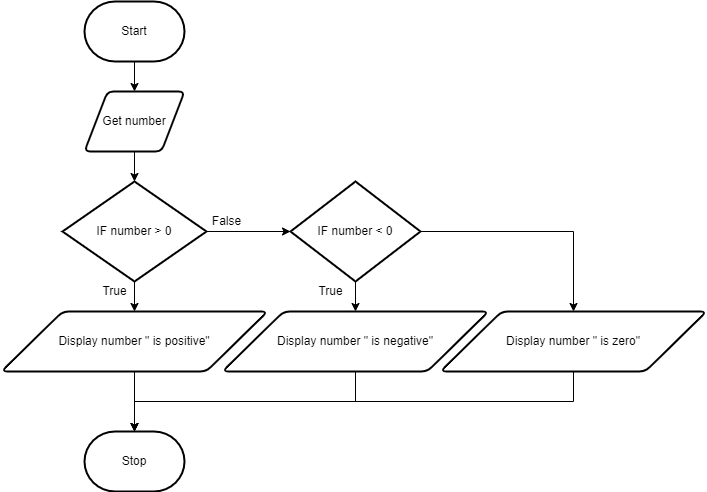 Start
Get number
IF number > 0
False
IF number < 0
True
True
Display number " is positive"
Display number " is negative"
Display number " is zero"
Stop